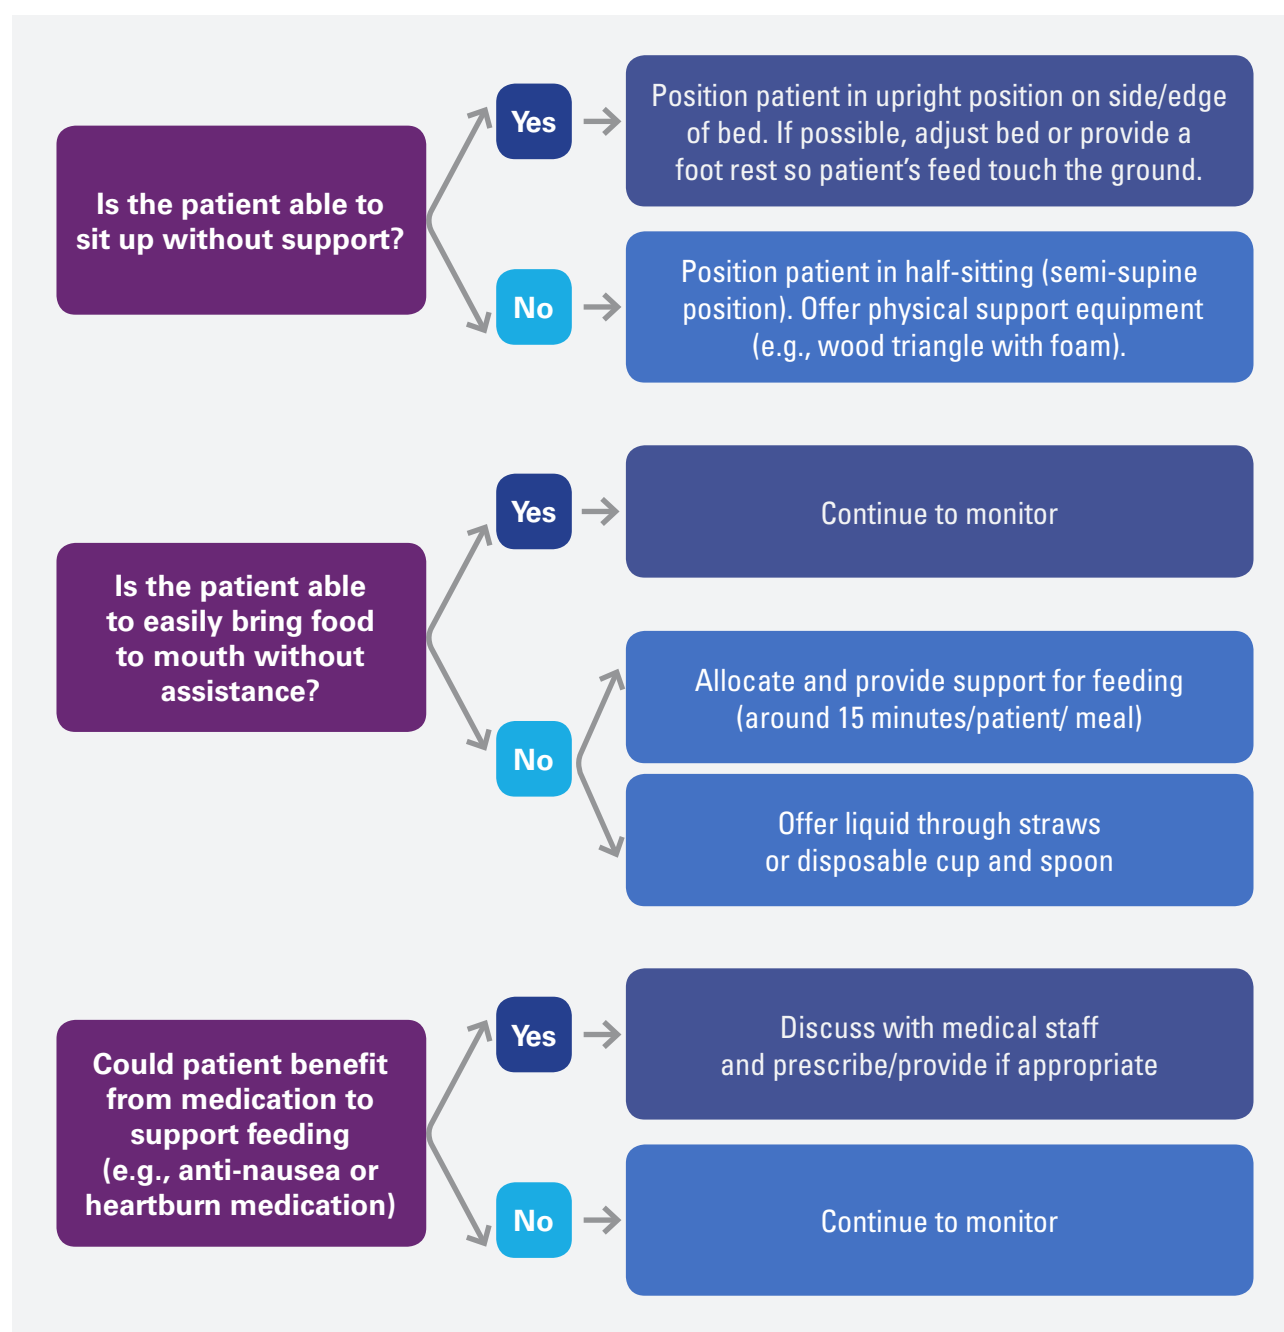 Is the patient able to
sit up without support?
Yes
Position patient in upright position on side/edge
of bed. If possible, adjust bed or provide a
foot rest so patient's feed touch the ground.
No
Position patient in half-sitting (semi-supine
position). Offer physical support equipment
(e.g., wood triangle with foam).
Is the patient able
to easily bring food
to mouth without
assistance?
Yes
Continue to monitor
No
Allocate and provide support for feeding
(around 15 minutes/patient/ meal)
Offer liquid through straws
or disposable cup and spoon
Could patient benefit
from medication to
support feeding
(e.g., anti-nausea or
heartburn medication)
Yes
Discuss with medical staff
and prescribe/provide if appropriate
No
Continue to monitor